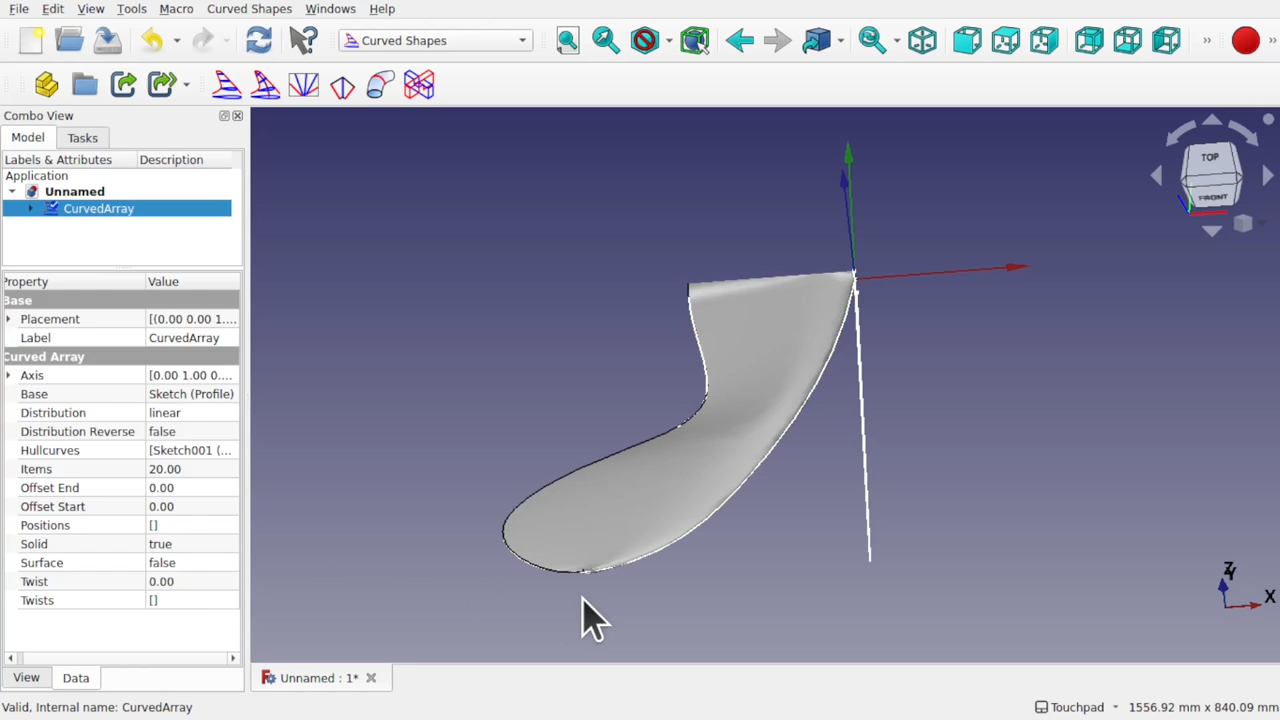 File Edit View Tools Macro Curved Shapes Windows Help
Curved Shapes
Combo View
Model Tasks
Labels & Attributes Description
Application
Unnamed
CurvedArray
Property Value
Base
Placement [(0.00 0.00 1....
Label CurvedArray
Curved Array
Axis [0.00 1.00 0....
Base Sketch (Profile)
Distribution linear
Distribution Reverse false
Hullcurves [Sketch001 (...
Items 20.00
Offset End 0.00
Offset Start 0.00
Positions []
Solid true
Surface false
Twist 0.00
Twists []
TOP
FRONT
Z
Y
X
View Data
Unnamed : 1*
Valid, Internal name: CurvedArray
Touchpad 1556.92 mm x 840.09 mm